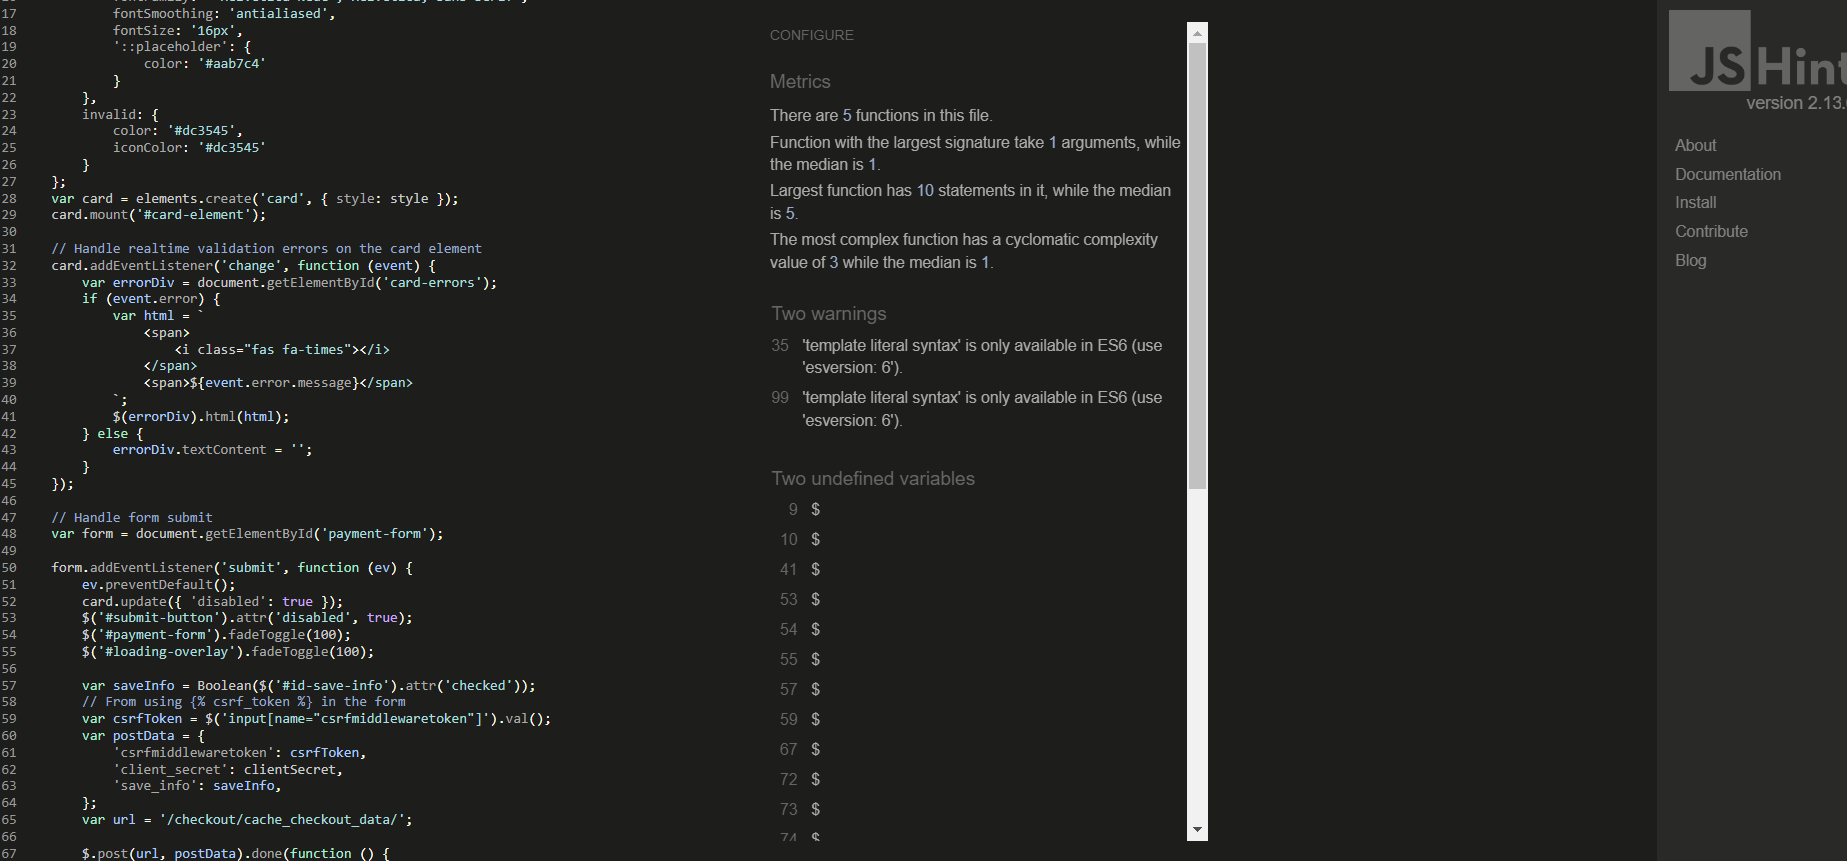 17 fontSmoothing: 'antialiased',
18 fontSize: '16px',
19 '::placeholder': {
20 color: '#aab7c4'
21 }
22 },
23 invalid: {
24 color: '#dc3545',
25 iconColor: '#dc3545'
26 }
27 };
28 var card = elements.create('card', { style: style });
29 card.mount('#card-element');
30
31 // Handle realtime validation errors on the card element
32 card.addEventListener('change', function (event) {
33 var errorDiv = document.getElementById('card-errors');
34 if (event.error) {
35 var html = `
36 <span>
37 <i class="fas fa-times"></i>
38 </span>
39 <span>${event.error.message}</span>
40 `;
41 $(errorDiv).html(html);
42 } else {
43 errorDiv.textContent = '';
44 }
45 });
46
47 // Handle form submit
48 var form = document.getElementById('payment-form');
49
50 form.addEventListener('submit', function (ev) {
51 ev.preventDefault();
52 card.update({ 'disabled': true });
53 $('#submit-button').attr('disabled', true);
54 $('#payment-form').fadeToggle(100);
55 $('#loading-overlay').fadeToggle(100);
56
57 var saveInfo = Boolean($('#id-save-info').attr('checked'));
58 // From using {% csrf_token %} in the form
59 var csrfToken = $('input[name="csrfmiddlewaretoken"]').val();
60 var postData = {
61 'csrfmiddlewaretoken': csrfToken,
62 'client_secret': clientSecret,
63 'save_info': saveInfo,
64 };
65 var url = '/checkout/cache_checkout_data/';
66
67 $.post(url, postData).done(function () {
CONFIGURE
Metrics
There are 5 functions in this file.
Function with the largest signature take 1 arguments, while
the median is 1.
Largest function has 10 statements in it, while the median
is 5.
The most complex function has a cyclomatic complexity
value of 3 while the median is 1.
Two warnings
35 'template literal syntax' is only available in ES6 (use
'esversion: 6').
99 'template literal syntax' is only available in ES6 (use
'esversion: 6').
Two undefined variables
9 $
10 $
41 $
53 $
54 $
55 $
57 $
59 $
67 $
72 $
73 $
74 $
JSHint
version 2.13.
About
Documentation
Install
Contribute
Blog